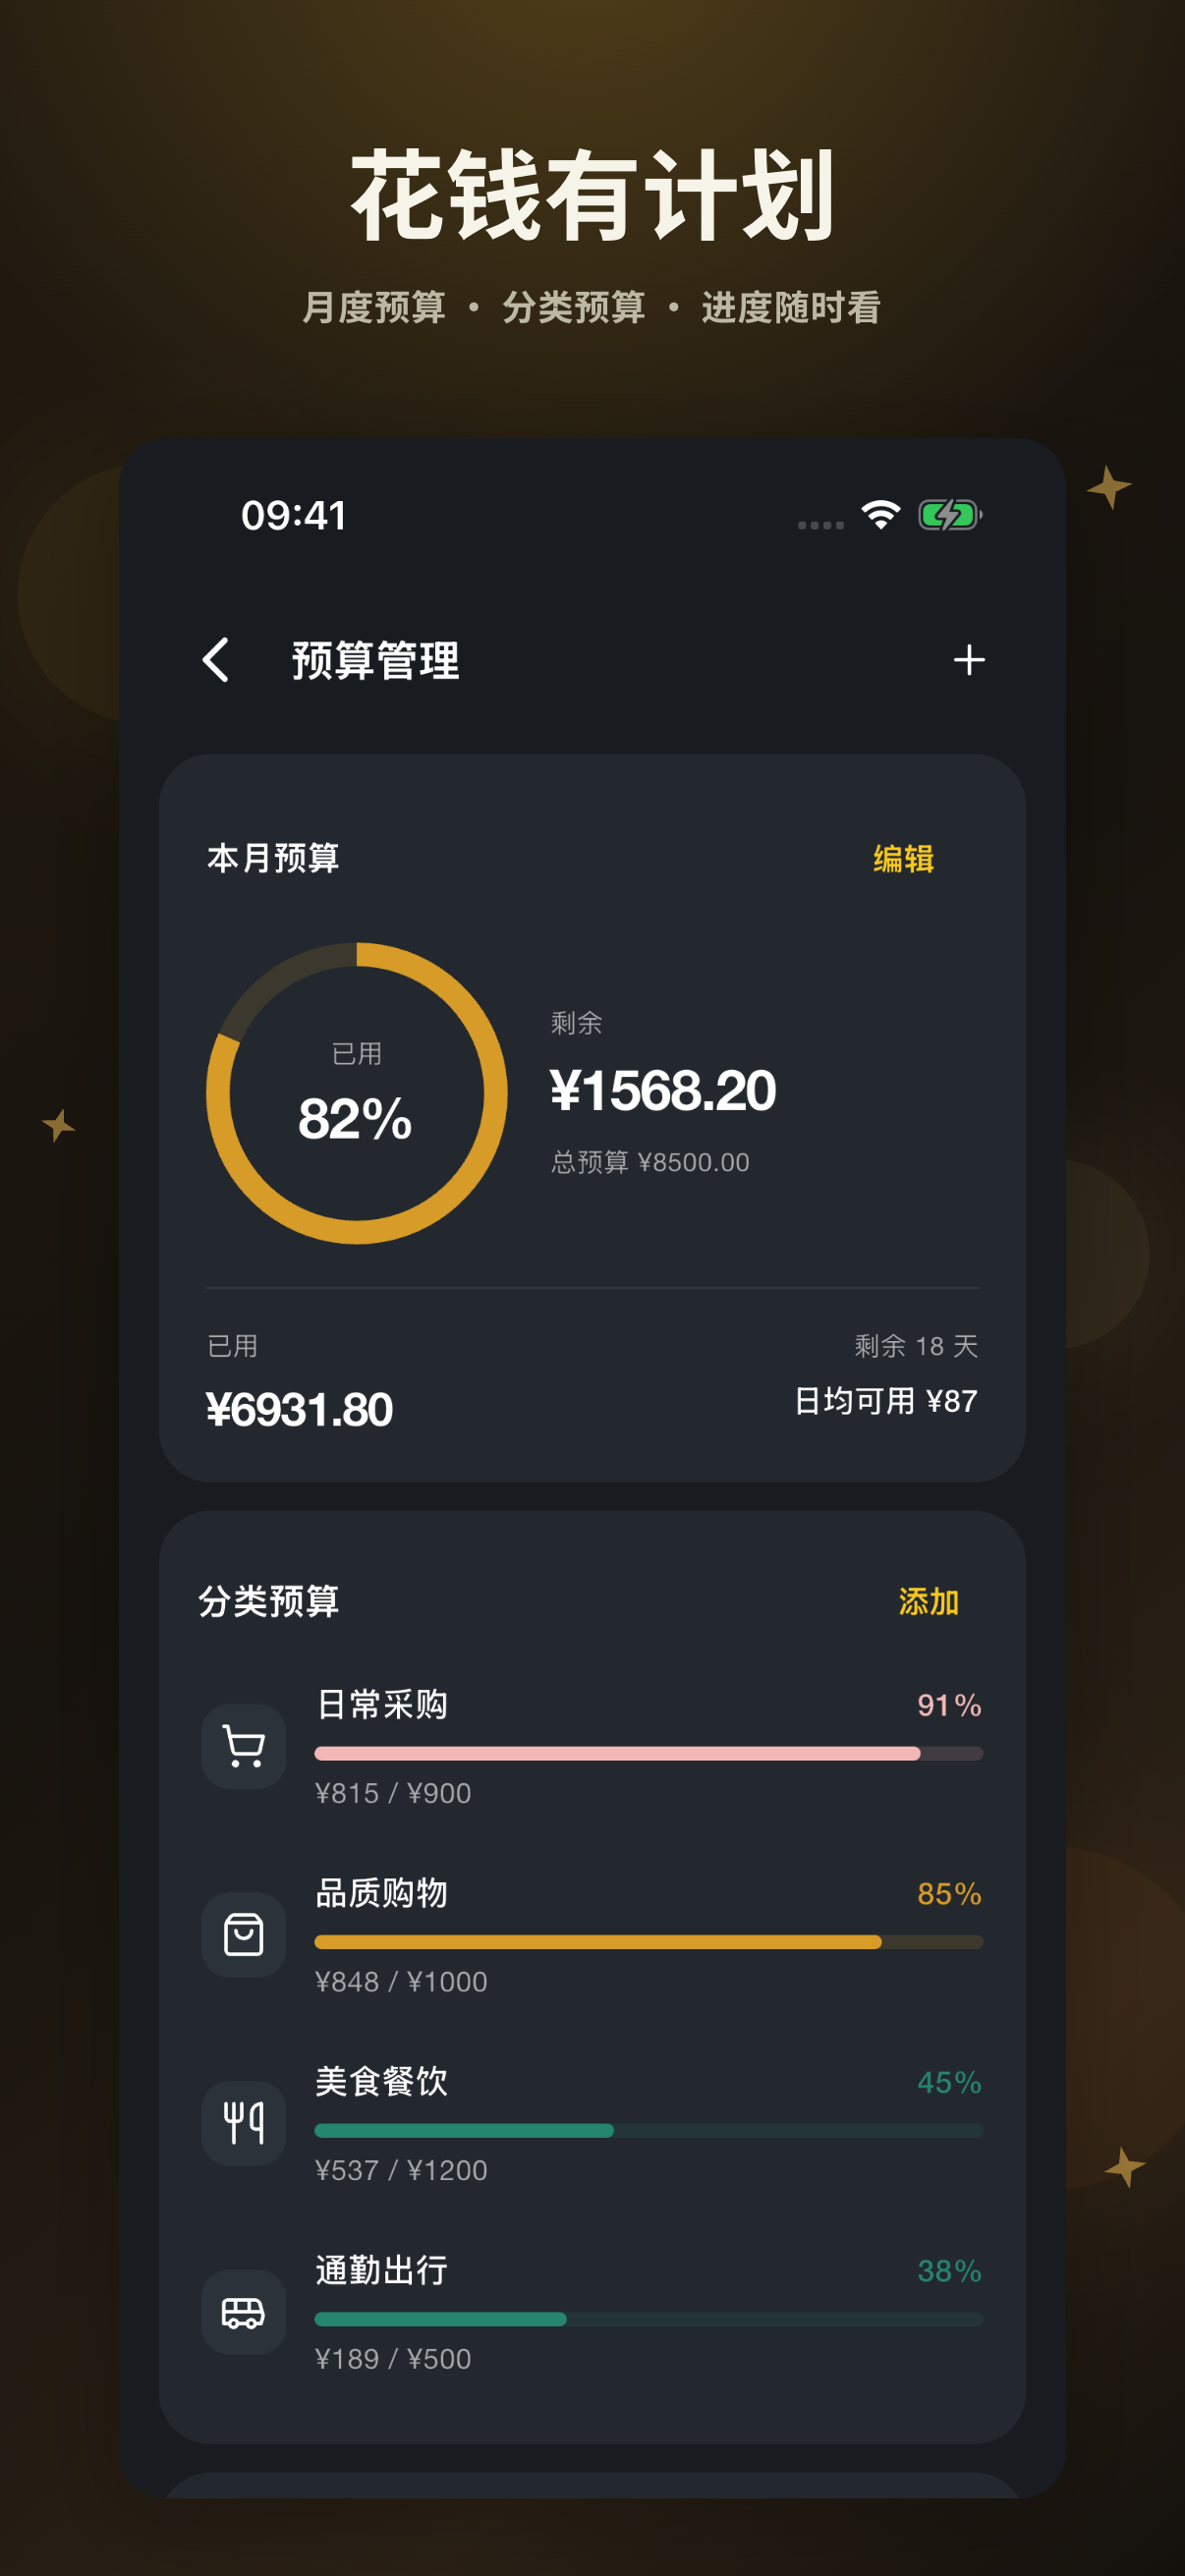 花钱有计划
月度预算 • 分类预算 • 进度随时看
09:41
预算管理
本月预算
编辑
已用
82%
剩余
¥1568.20
总预算 ¥8500.00
已用
¥6931.80
剩余 18 天
日均可用 ¥87
分类预算
添加
日常采购
91%
¥815 / ¥900
品质购物
85%
¥848 / ¥1000
美食餐饮
45%
¥537 / ¥1200
通勤出行
38%
¥189 / ¥500